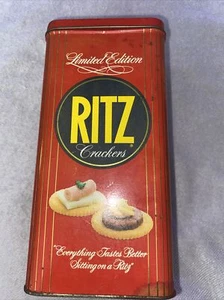 Limited Edition
RITZ
Crackers
"Everything Tastes Better
Sitting on a Ritz"